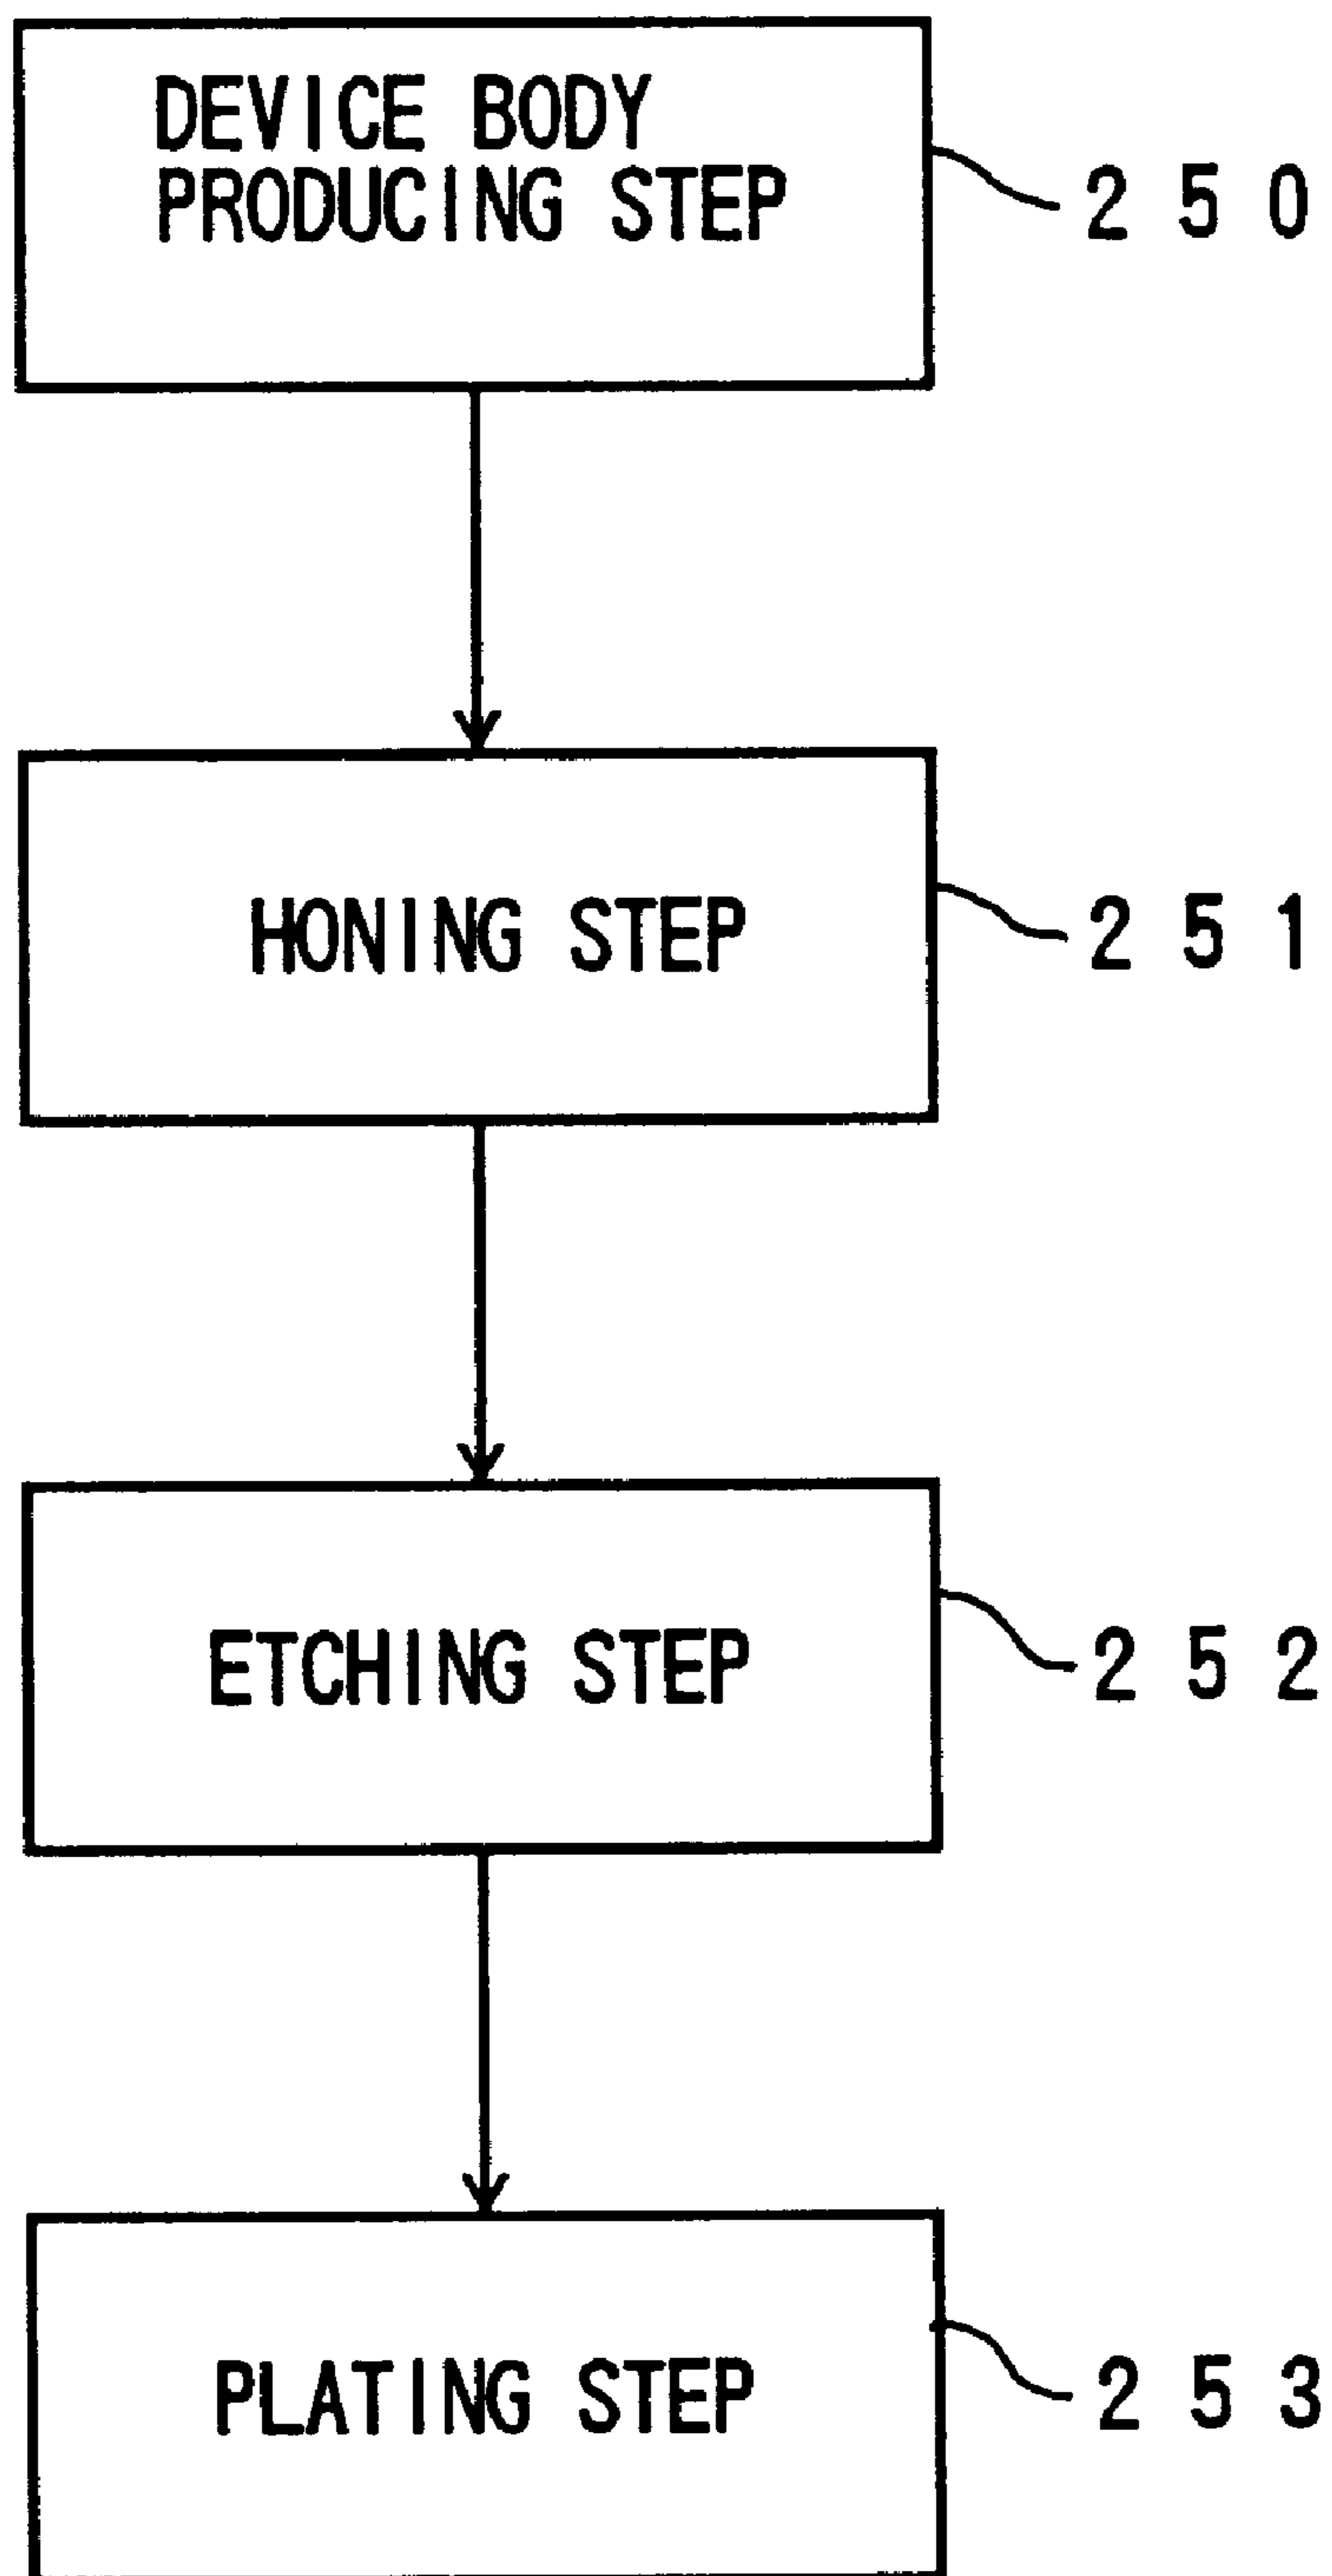 DEVICE BODY
PRODUCING STEP
250
HONING STEP
251
ETCHING STEP
252
PLATING STEP
253